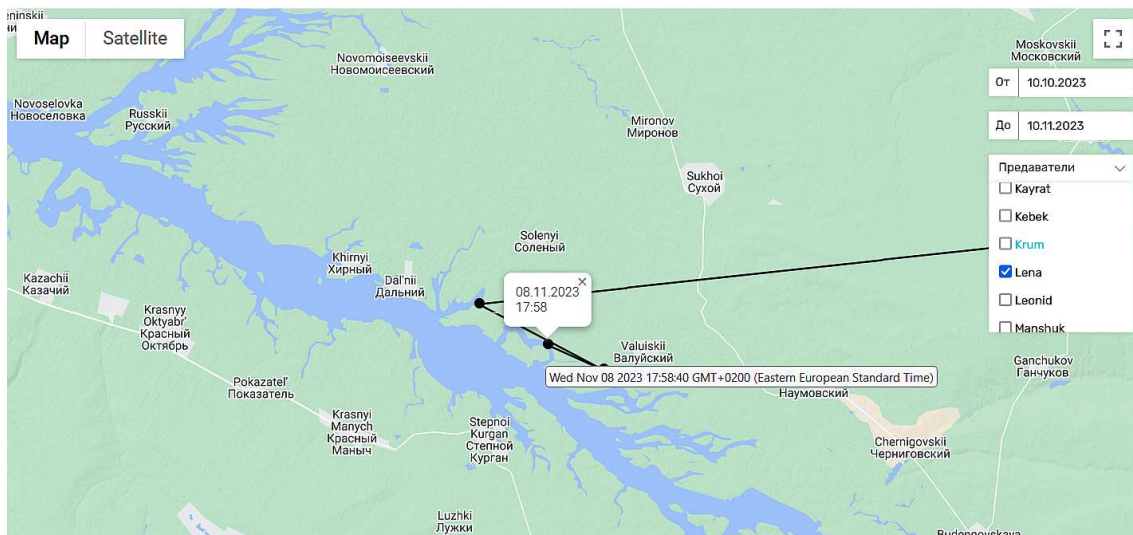 eninskii
Map
Satellite
Novomoiseevskii
Новомоисеевский
Moskovskii
Московский
От
10.10.2023
Novoselovka
Новоселовка
Russkii
Русский
Mironov
Миронов
До
10.11.2023
Предаватели
Sukhoi
Сухой
Kayrat
Kebek
Krum
Lena
Leonid
Manshuk
Solenyi
Соленый
Khirnyi
Хирный
Dal'nii
Дальний
Kazachii
Казачий
08.11.2023
17:58
Krasnyy
Oktyabr'
Красный
Октябрь
Valuiskii
Валуйский
Wed Nov 08 2023 17:58:40 GMT+0200 (Eastern European Standard Time)
Ganchukov
Ганчуков
Pokazatel'
Показатель
Наумовский
Krasnyi
Manych
Красный
Маныч
Stepnoi
Kurgan
Степной
Курган
Chernigovskii
Черниговский
Luzhki
Лужки
Budennovskaya